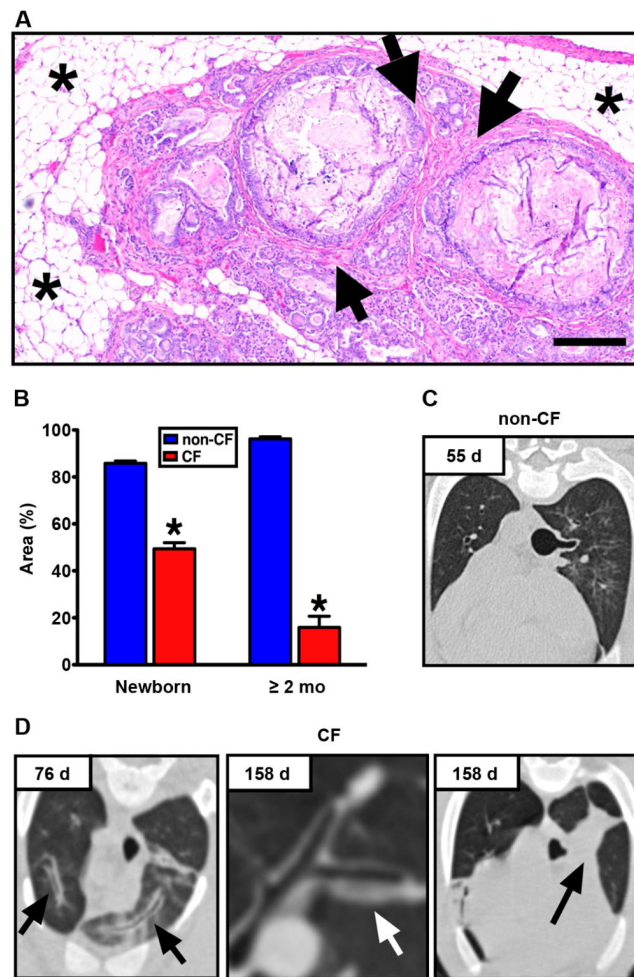 A
*
*
*
B
100
80
60
40
20
0
Area (%)
non-CF
CF
*
*
Newborn
≥ 2 mo
C
non-CF
55 d
D
CF
76 d
158 d
158 d